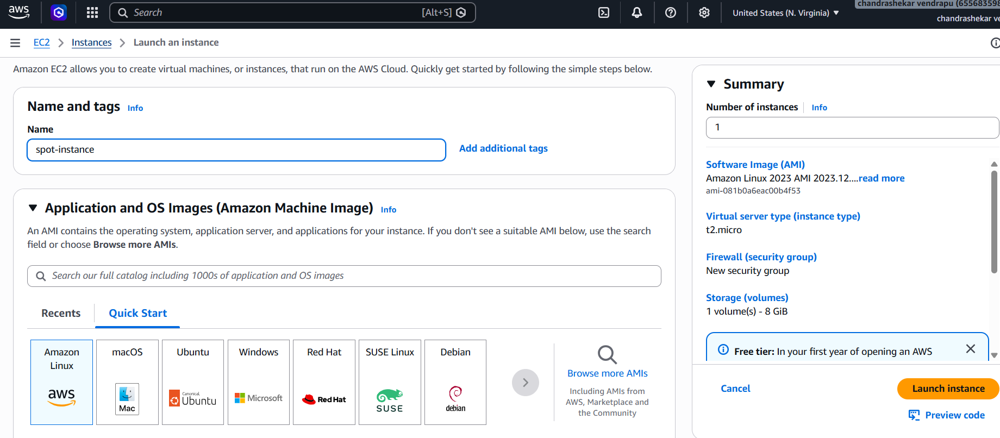 aws
Search
[Alt+S]
United States (N. Virginia)
chandrashekar vendrapu (655683598
chandrashekar ve
EC2
Instances
Launch an instance
Amazon EC2 allows you to create virtual machines, or instances, that run on the AWS Cloud. Quickly get started by following the simple steps below.
Name and tags Info
Name
spot-instance
Add additional tags
Application and OS Images (Amazon Machine Image) Info
An AMI contains the operating system, application server, and applications for your instance. If you don't see a suitable AMI below, use the search
field or choose Browse more AMIs.
Search our full catalog including 1000s of application and OS images
Recents
Quick Start
Amazon
Linux
aws
macOS
Mac
Ubuntu
Canonical
Ubuntu
Windows
Microsoft
Red Hat
Red Hat
SUSE Linux
SUSE
Debian
debian
Browse more AMIs
Including AMIs from
AWS, Marketplace and
the Community
Summary
Number of instances Info
1
Software Image (AMI)
Amazon Linux 2023 AMI 2023.12....read more
ami-081b0a6eac00b4f53
Virtual server type (instance type)
t2.micro
Firewall (security group)
New security group
Storage (volumes)
1 volume(s) - 8 GiB
Free tier: In your first year of opening an AWS
Cancel
Launch instance
Preview code